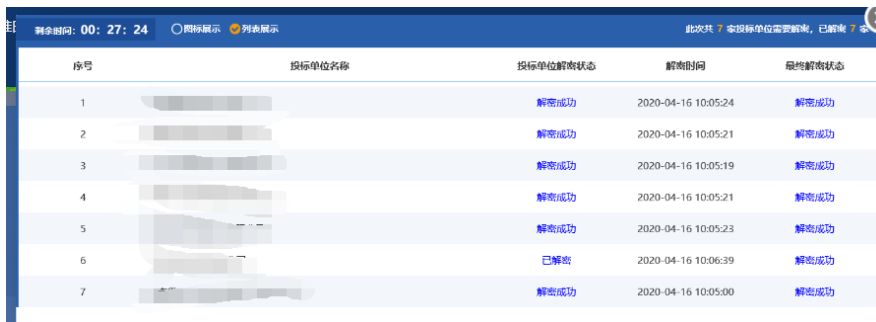 剩余时间：00：27：24 图标展示 列表展示 此次共 7 家投标单位需要解密，已解密 7 家
序号 投标单位名称 投标单位解密状态 解密时间 最终解密状态
1 解密成功 2020-04-16 10:05:24 解密成功
2 解密成功 2020-04-16 10:05:21 解密成功
3 解密成功 2020-04-16 10:05:19 解密成功
4 解密成功 2020-04-16 10:05:21 解密成功
5 解密成功 2020-04-16 10:05:23 解密成功
6 已解密 2020-04-16 10:06:39 解密成功
7 解密成功 2020-04-16 10:05:00 解密成功